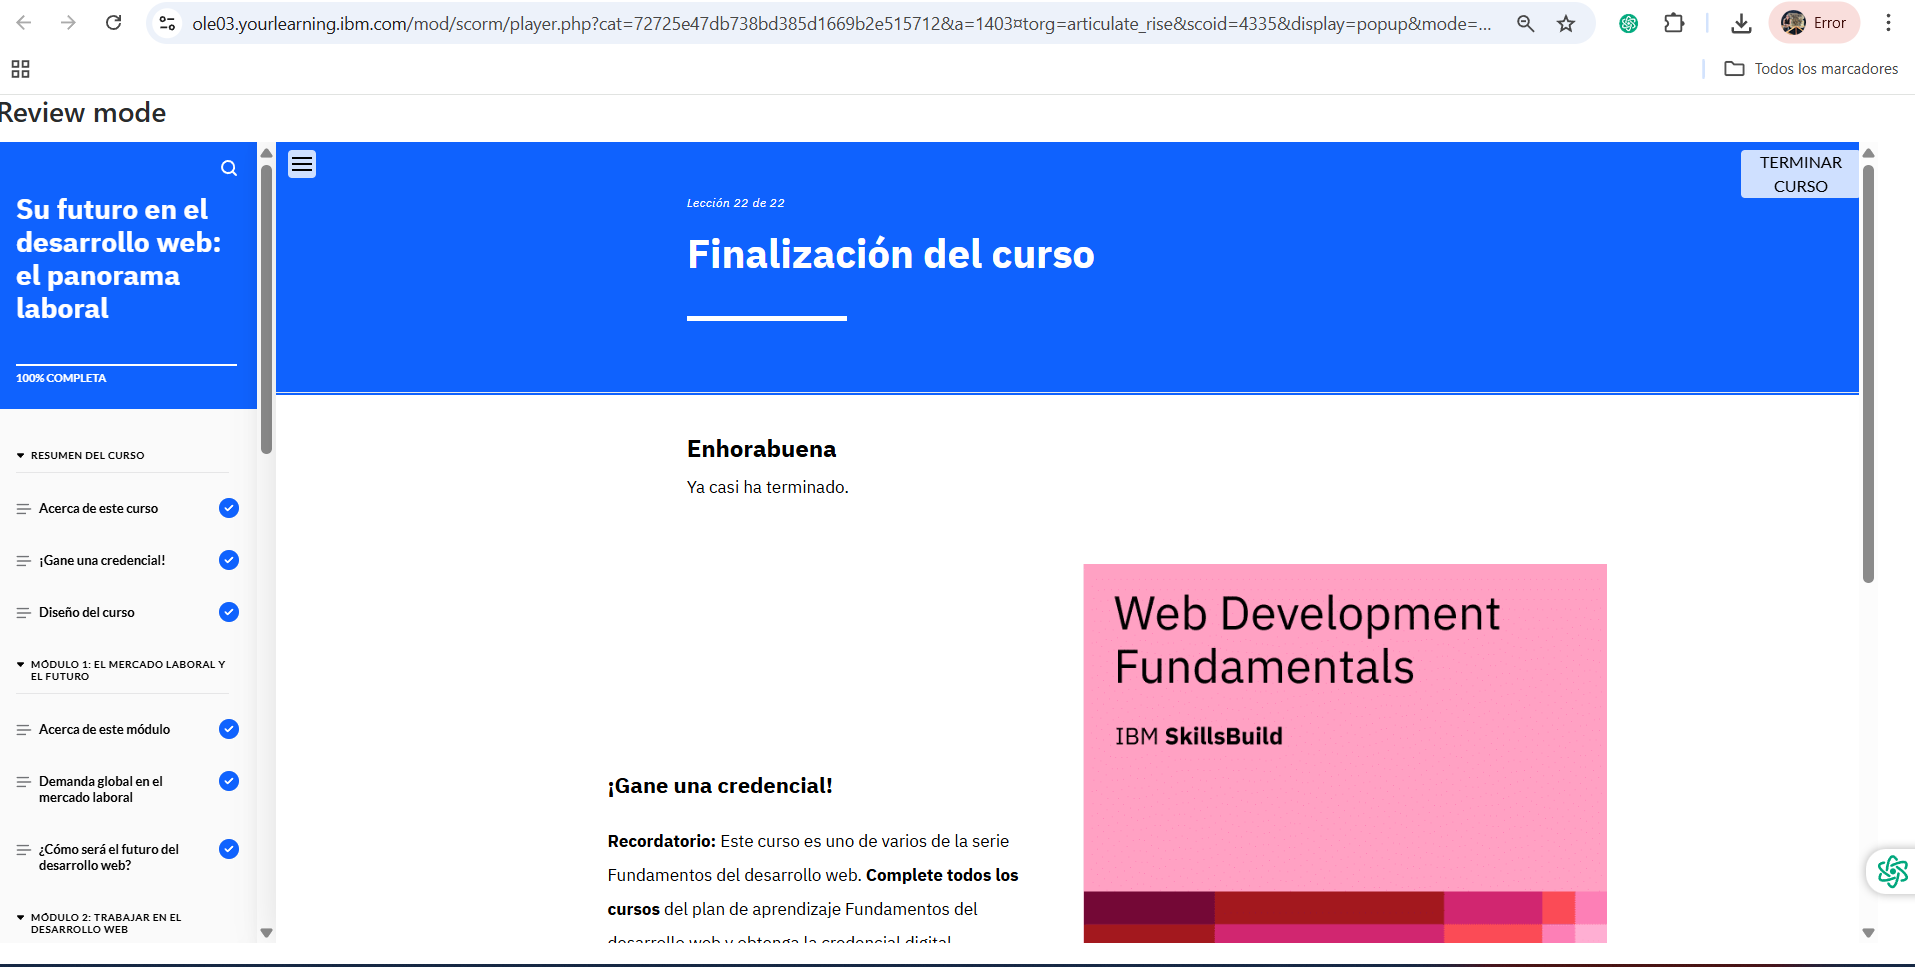 ole03.yourlearning.ibm.com/mod/scorm/player.php?cat=72725e47db738bd385d1669b2e515712&a=1403¤torg=articulate_rise&scoid=4335&display=popup&mode=...
Error
Todos los marcadores
Review mode
Su futuro en el
desarrollo web:
el panorama
laboral
100% COMPLETA
RESUMEN DEL CURSO
Acerca de este curso
¡Gane una credencial!
Diseño del curso
MÓDULO 1: EL MERCADO LABORAL Y
EL FUTURO
Acerca de este módulo
Demanda global en el
mercado laboral
¿Cómo será el futuro del
desarrollo web?
MÓDULO 2: TRABAJAR EN EL
DESARROLLO WEB
TERMINAR
CURSO
Lección 22 de 22
Finalización del curso
Enhorabuena
Ya casi ha terminado.
¡Gane una credencial!
Recordatorio: Este curso es uno de varios de la serie
Fundamentos del desarrollo web. Complete todos los
cursos del plan de aprendizaje Fundamentos del
desarrollo web y obtenga la credencial digital
Web Development
Fundamentals
IBM SkillsBuild